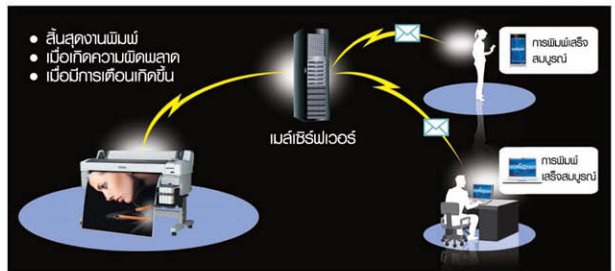 • สิ้นสุดงานพิมพ์
• เมื่อเกิดความผิดพลาด
• เมื่อมีการเตือนเกิดขึ้น
เมล์เซิร์ฟเวอร์
การพิมพ์เสร็จ
สมบูรณ์
การพิมพ์
เสร็จสมบูรณ์